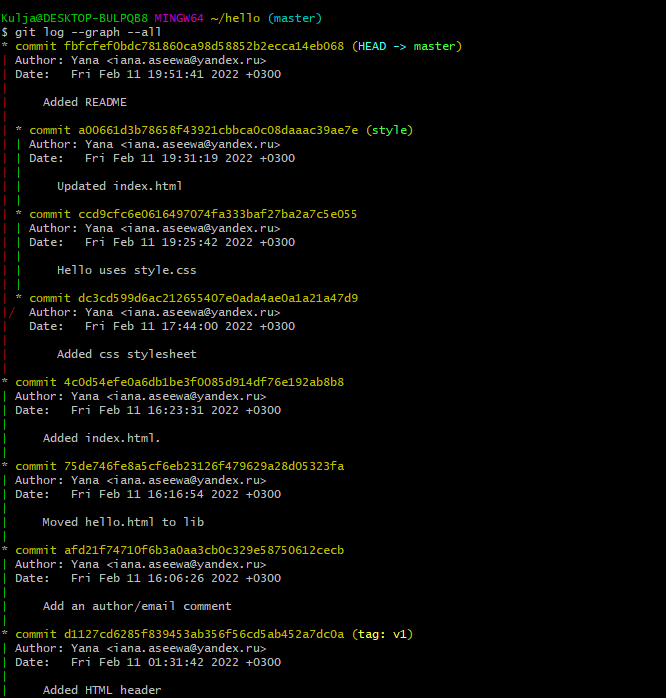 Kulja@DESKTOP-BULPQB8 MINGW64 ~/hello (master)
$ git log --graph --all
* commit fbfcfef0bdc781860ca98d58852b2ecca14eb068 (HEAD -> master)
| Author: Yana <iana.aseewa@yandex.ru>
| Date:   Fri Feb 11 19:51:41 2022 +0300
|
|     Added README
|
| * commit a00661d3b78658f43921cbbca0c08daaac39ae7e (style)
| | Author: Yana <iana.aseewa@yandex.ru>
| | Date:   Fri Feb 11 19:31:19 2022 +0300
| |
| |     Updated index.html
| |
| * commit ccd9cfc6e0616497074fa333baf27ba2a7c5e055
| | Author: Yana <iana.aseewa@yandex.ru>
| | Date:   Fri Feb 11 19:25:42 2022 +0300
| |
| |     Hello uses style.css
| |
| * commit dc3cd599d6ac212655407e0ada4ae0a1a21a47d9
|/  Author: Yana <iana.aseewa@yandex.ru>
|   Date:   Fri Feb 11 17:44:00 2022 +0300
|
|       Added css stylesheet
|
* commit 4c0d54efe0a6db1be3f0085d914df76e192ab8b8
| Author: Yana <iana.aseewa@yandex.ru>
| Date:   Fri Feb 11 16:23:31 2022 +0300
|
|     Added index.html.
|
* commit 75de746fe8a5cf6eb23126f479629a28d05323fa
| Author: Yana <iana.aseewa@yandex.ru>
| Date:   Fri Feb 11 16:16:54 2022 +0300
|
|     Moved hello.html to lib
|
* commit afd21f74710f6b3a0aa3cb0c329e58750612cecb
| Author: Yana <iana.aseewa@yandex.ru>
| Date:   Fri Feb 11 16:06:26 2022 +0300
|
|     Add an author/email comment
|
* commit d1127cd6285f839453ab356f56cd5ab452a7dc0a (tag: v1)
| Author: Yana <iana.aseewa@yandex.ru>
| Date:   Fri Feb 11 01:31:42 2022 +0300
|
|     Added HTML header